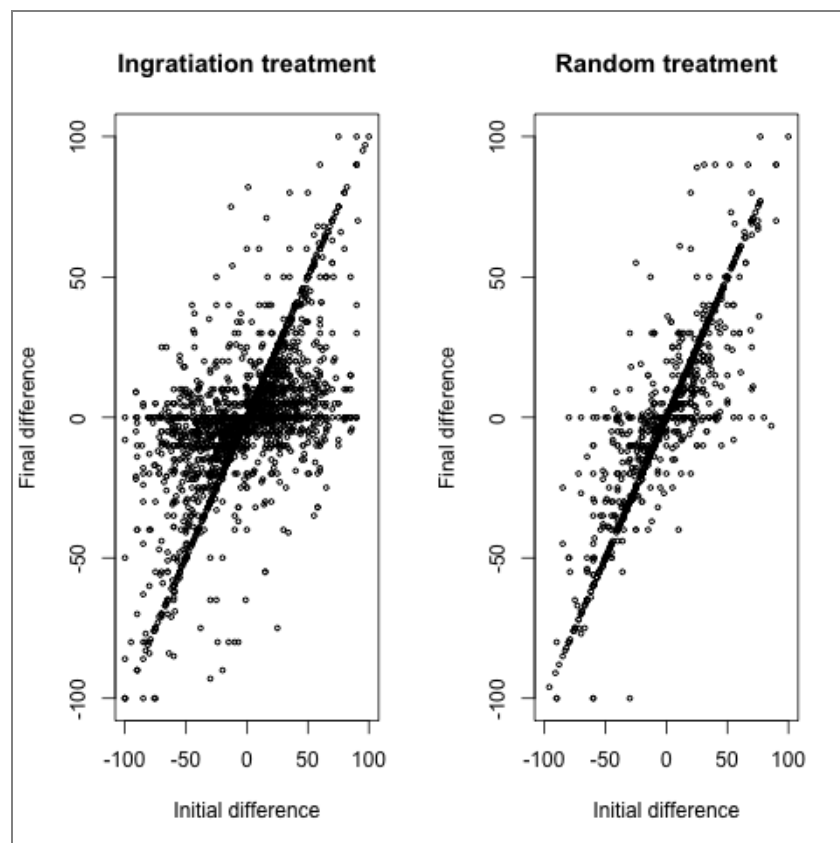 Ingratiation treatment
Random treatment
Final difference
100
50
0
-50
-100
-100 -50 0 50 100
Initial difference
Final difference
100
50
0
-50
-100
-100 -50 0 50 100
Initial difference